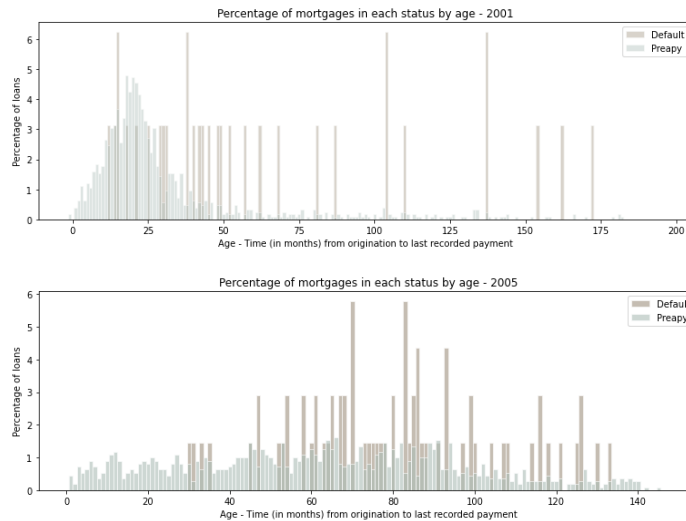 Percentage of mortgages in each status by age - 2001
Default
Preapy
Percentage of loans
6
5
4
3
2
1
0
0 25 50 75 100 125 150 175 200
Age - Time (in months) from origination to last recorded payment
Percentage of mortgages in each status by age - 2005
Defaul
Preapy
Percentage of loans
6
5
4
3
2
1
0
0 20 40 60 80 100 120 140
Age - Time (in months) from origination to last recorded payment